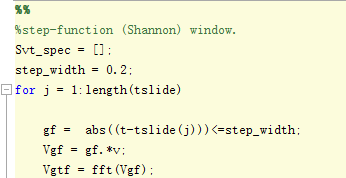 %%
%step-function (Shannon) window.
Svt_spec = [];
step_width = 0.2;
for j = 1:length(tslide)
gf =  abs((t-tslide(j)))<=step_width;
Vgf = gf.*v;
Vgtf = fft(Vgf);